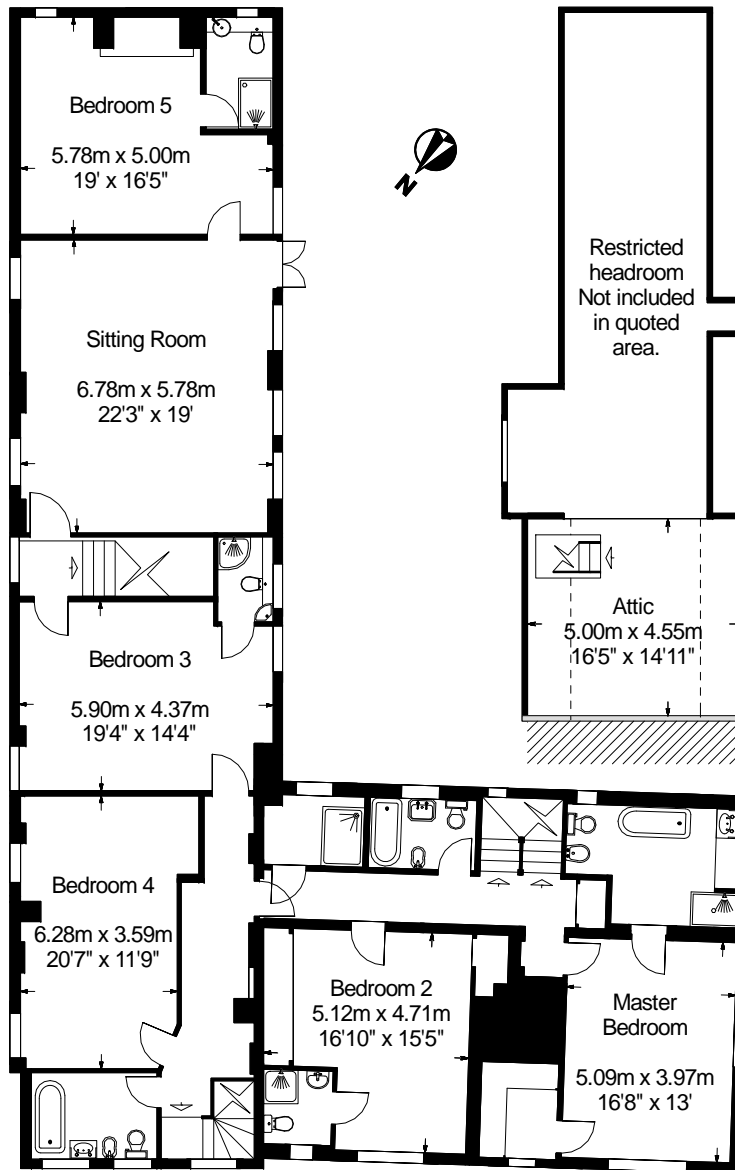 Bedroom 5
5.78m x 5.00m
19' x 16'5"
N
Restricted
headroom
Not included
in quoted
area.
Sitting Room
6.78m x 5.78m
22'3" x 19'
Attic
5.00m x 4.55m
16'5" x 14'11"
Bedroom 3
5.90m x 4.37m
19'4" x 14'4"
Bedroom 4
6.28m x 3.59m
20'7" x 11'9"
Bedroom 2
5.12m x 4.71m
16'10" x 15'5"
Master
Bedroom
5.09m x 3.97m
16'8" x 13'